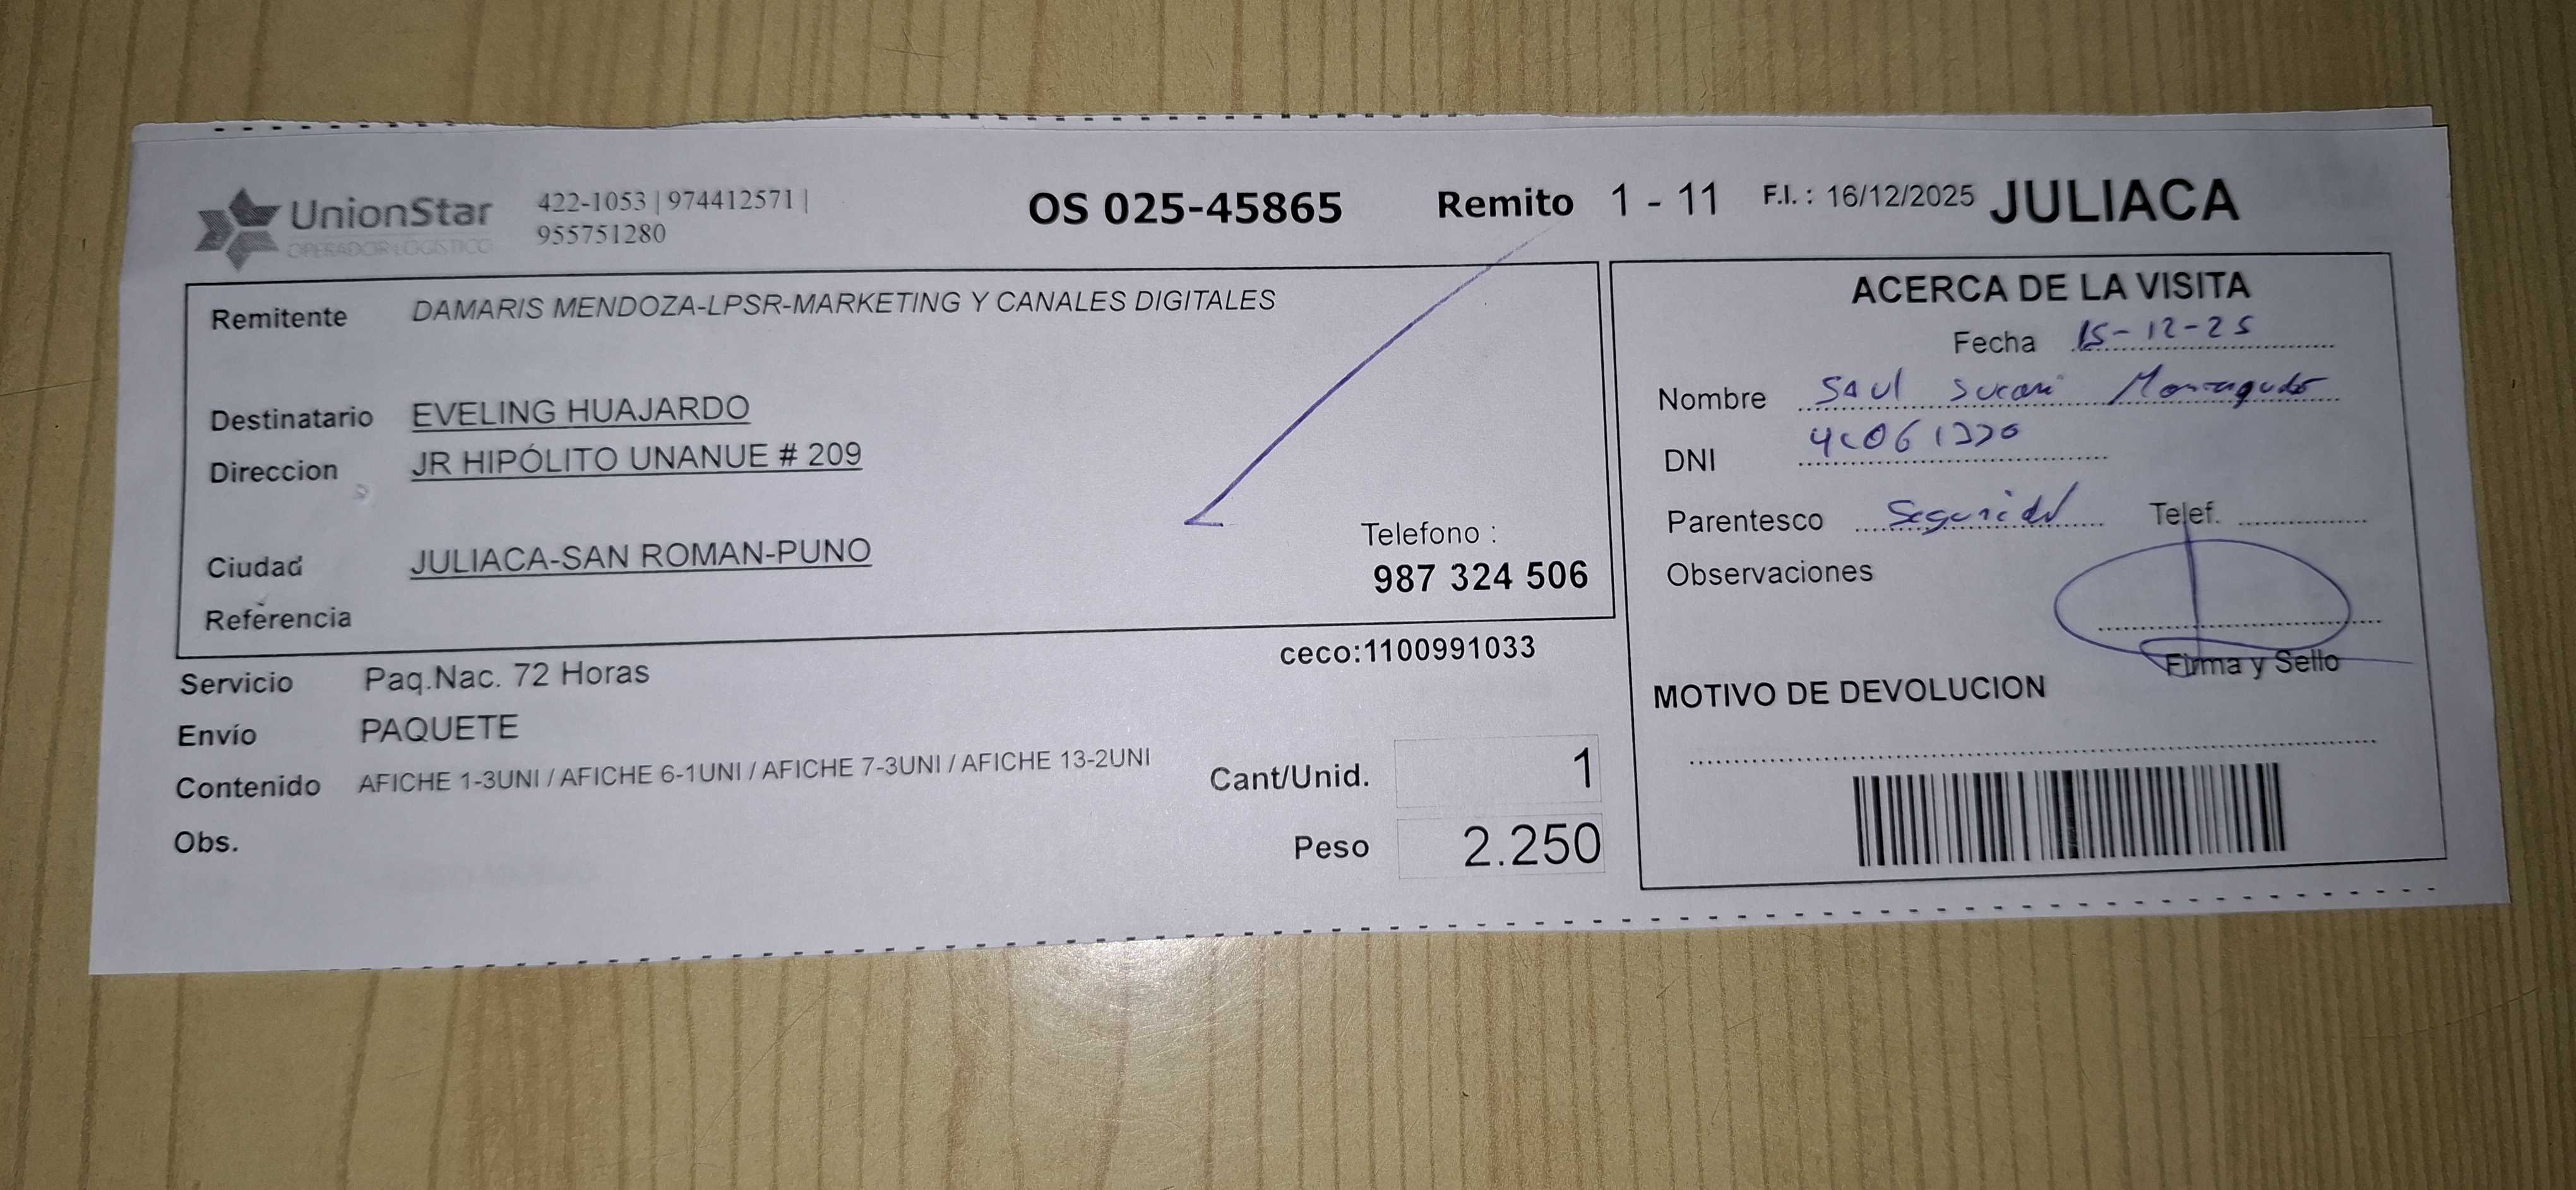 UnionStar
OPERADOR LOGÍSTICO
422-1053 | 974412571 |
955751280
OS 025-45865
Remito 1 - 11
F.I. : 16/12/2025
JULIACA
Remitente DAMARIS MENDOZA-LPSR-MARKETING Y CANALES DIGITALES
Destinatario EVELING HUAJARDO
Direccion JR HIPÓLITO UNANUE # 209
Ciudad JULIACA-SAN ROMAN-PUNO
Referencia
Telefono :
987 324 506
ceco:1100991033
Servicio Paq.Nac. 72 Horas
Envío PAQUETE
Contenido AFICHE 1-3UNI / AFICHE 6-1UNI / AFICHE 7-3UNI / AFICHE 13-2UNI
Obs.
Cant/Unid. 1
Peso 2.250
ACERCA DE LA VISITA
Fecha 15-12-25
Nombre Saul
DNI
Parentesco Seguridad Telef.
Observaciones
Firma y Sello
MOTIVO DE DEVOLUCION